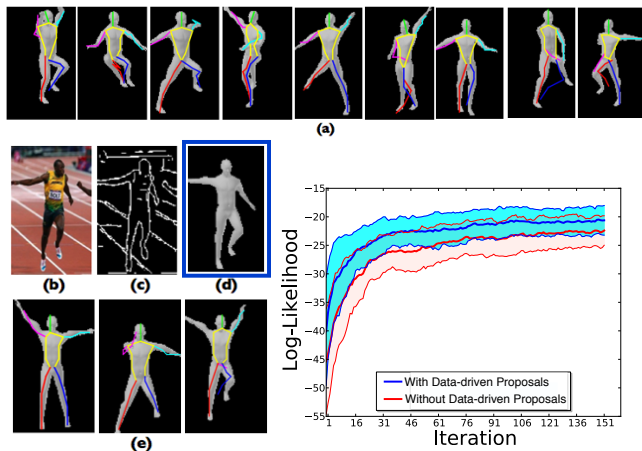 (a)
(b)
(c)
(d)
(e)
Log-Likelihood
−15
−20
−25
−30
−35
−40
−45
−50
−55
With Data-driven Proposals
Without Data-driven Proposals
1 16 31 46 61 76 91 106 121 136 151
Iteration